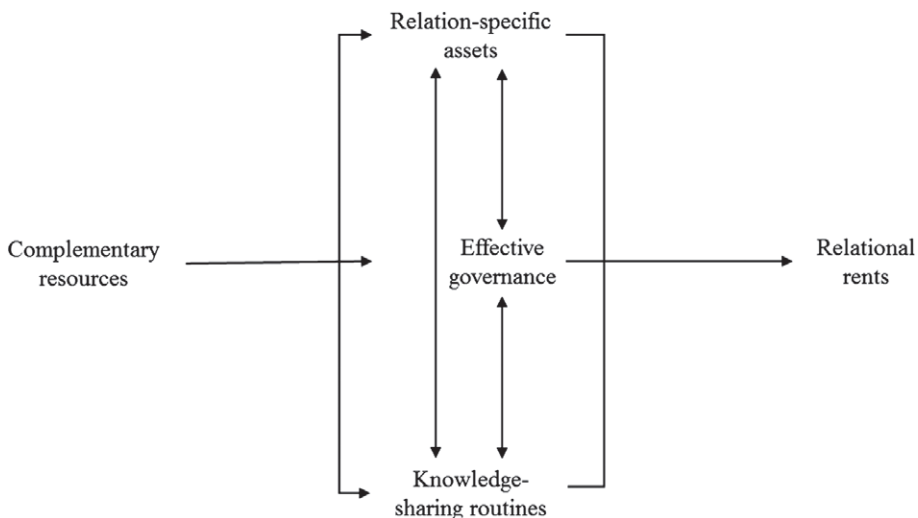 Relation-specific
assets
Complementary
resources
Effective
governance
Relational
rents
Knowledge-
sharing routines